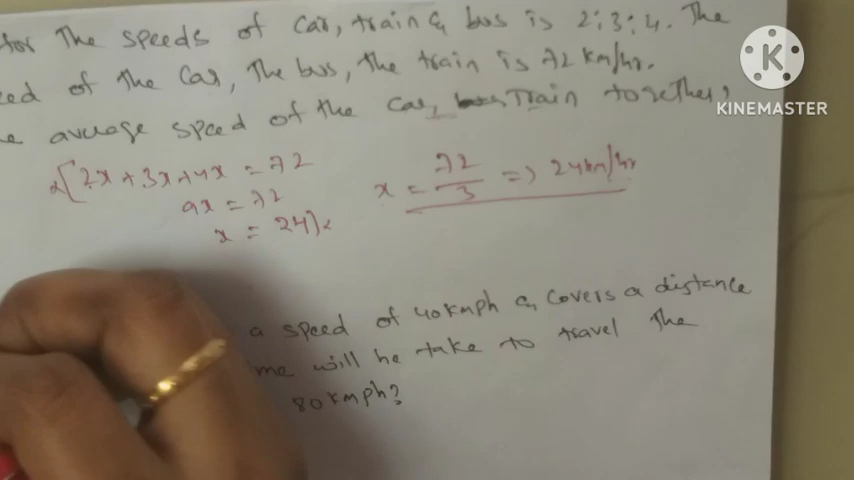 for The speeds of Car, train & bus is 2:3:4. The
eed of the Car, The bus, the train is 72 Km/hr.
e average speed of the car, Train together,
2x + 3x + 4x = 72
9x = 72
x = 24
x = 72/3 => 24km/hr
a speed of 40kmph & covers a distance
me will he take to travel The
80kmph?
K
KINEMASTER